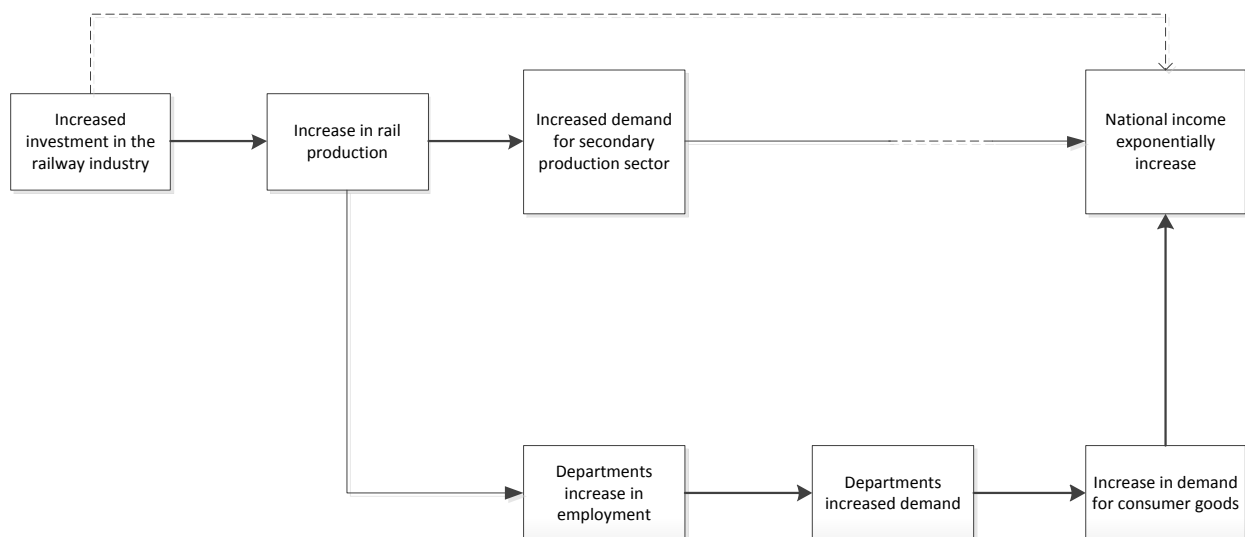 Increased
investment in the
railway industry
Increase in rail
production
Increased demand
for secondary
production sector
National income
exponentially
increase
Departments
increase in
employment
Departments
increased demand
Increase in demand
for consumer goods